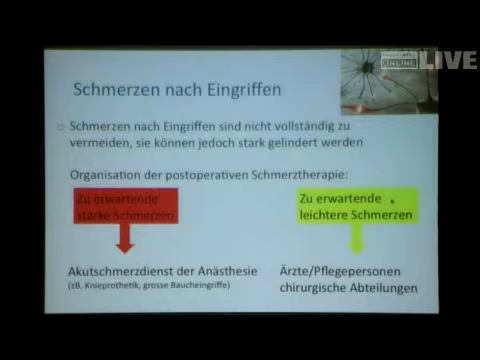 ONLINE
LIVE
Schmerzen nach Eingriffen
Schmerzen nach Eingriffen sind nicht vollständig zu
vermeiden, sie können jedoch stark gelindert werden
Organisation der postoperativen Schmerztherapie:
Zu erwartende
starke Schmerzen
Zu erwartende
leichtere Schmerzen
Akutschmerzdienst der Anästhesie
(zB. Knieprothetik, grosse Baucheingriffe)
Ärzte/Pflegepersonen
chirurgische Abteilungen